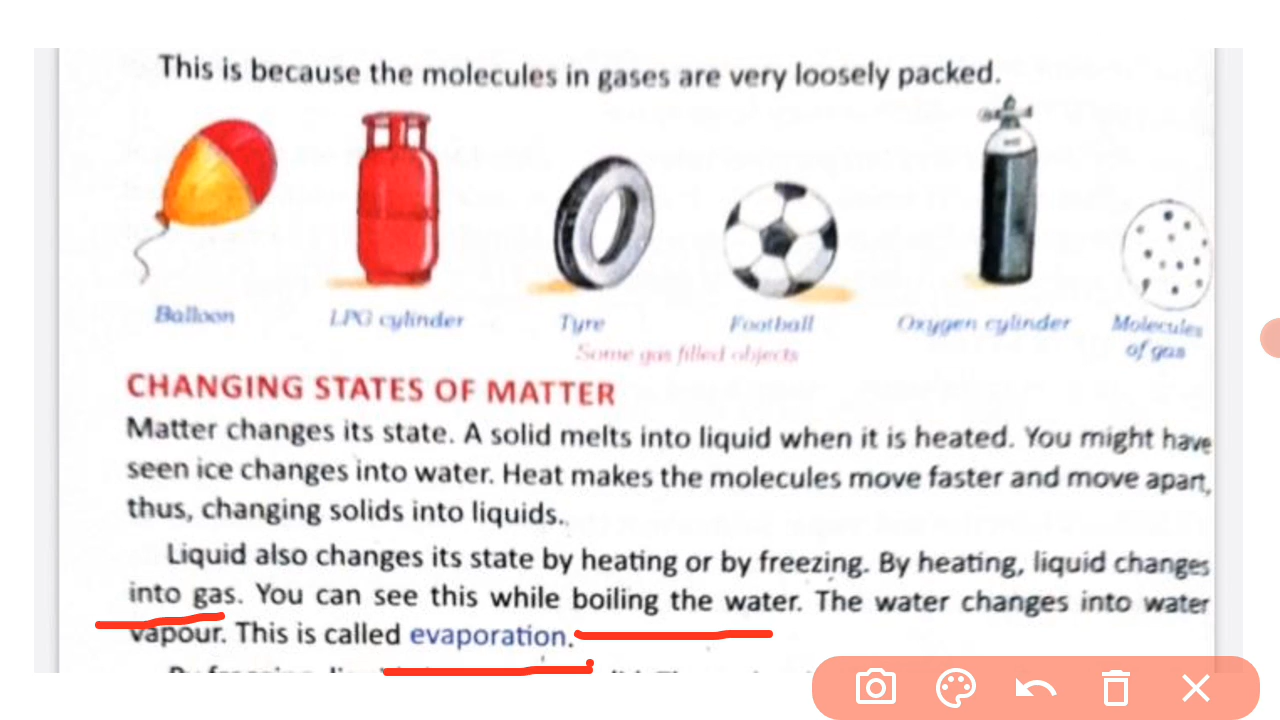 This is because the molecules in gases are very loosely packed.
Balloon
LPG cylinder
Tyre
Football
Oxygen cylinder
Molecules
of gas
Some gas filled objects
CHANGING STATES OF MATTER
Matter changes its state. A solid melts into liquid when it is heated. You might have
seen ice changes into water. Heat makes the molecules move faster and move apart,
thus, changing solids into liquids.
Liquid also changes its state by heating or by freezing. By heating, liquid changes
into gas. You can see this while boiling the water. The water changes into water
vapour. This is called evaporation.